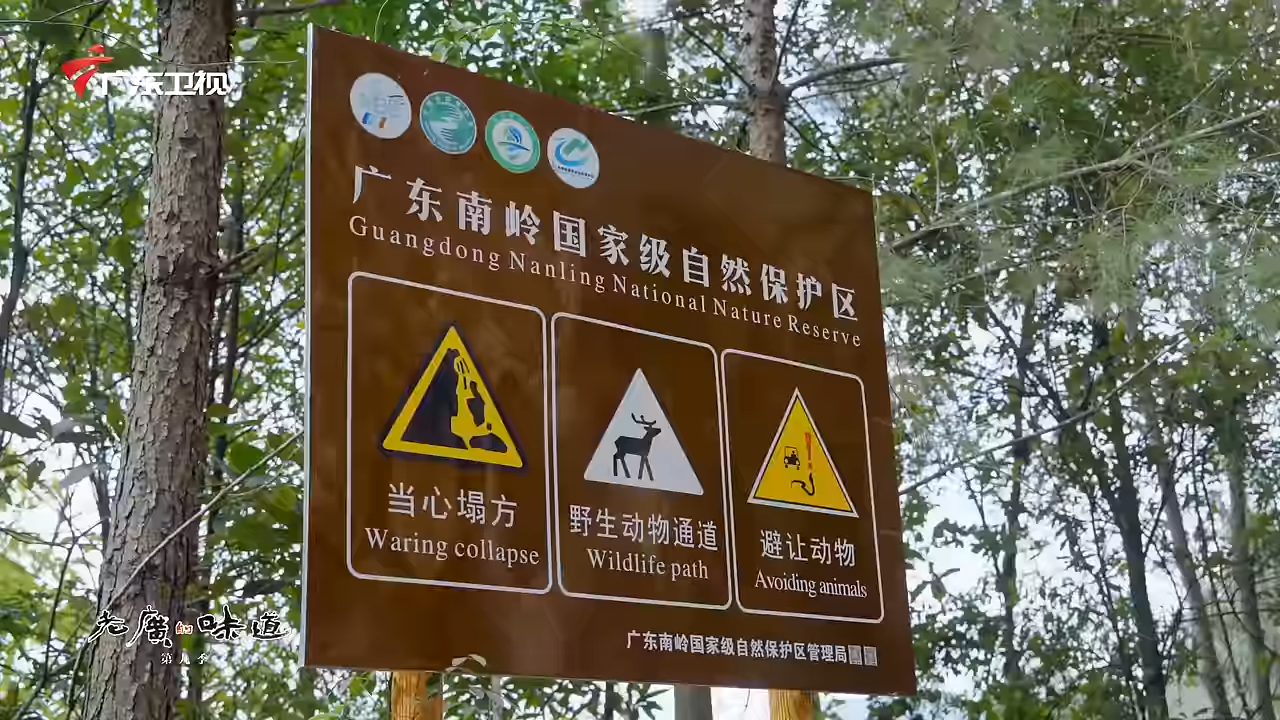 广东卫视
广东南岭国家级自然保护区
Guangdong Nanling National Nature Reserve
当心塌方
Waring collapse
野生动物通道
Wildlife path
避让动物
Avoiding animals
广东南岭国家级自然保护区管理局
老廣的味道
第九季